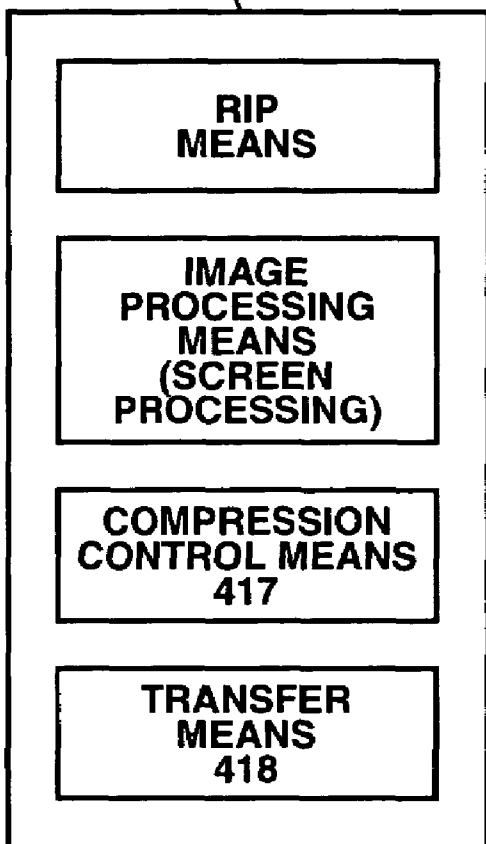 RIP
MEANS
IMAGE
PROCESSING
MEANS
(SCREEN
PROCESSING)
COMPRESSION
CONTROL MEANS
417
TRANSFER
MEANS
418